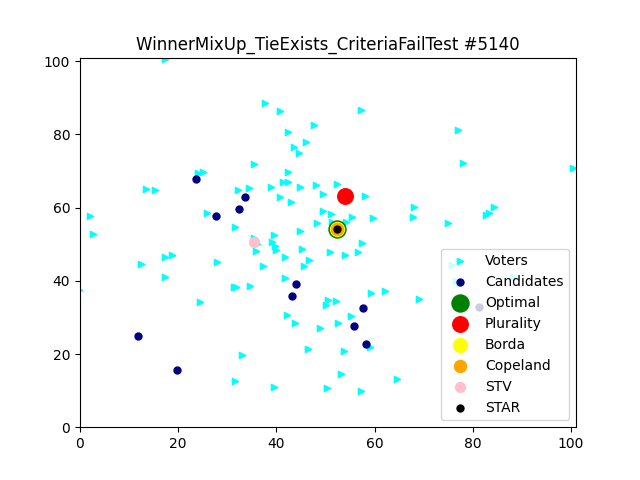 WinnerMixUp_TieExists_CriteriaFailTest #5140
100
80
60
40
20
0
0
20
40
60
80
100
Voters
Candidates
Optimal
Plurality
Borda
Copeland
STV
STAR